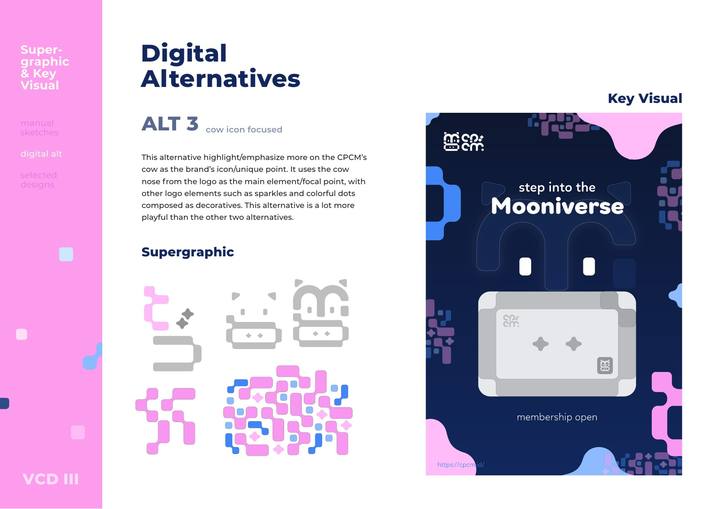 Super-
graphic
& Key
Visual
manual
sketches
digital alt
selected
designs
VCD III
Digital
Alternatives
ALT 3 cow icon focused
This alternative highlight/emphasize more on the CPCM's
cow as the brand's icon/unique point. It uses the cow
nose from the logo as the main element/focal point, with
other logo elements such as sparkles and colorful dots
composed as decoratives. This alternative is a lot more
playful than the other two alternatives.
Supergraphic
Key Visual
step into the
Mooniverse
membership open